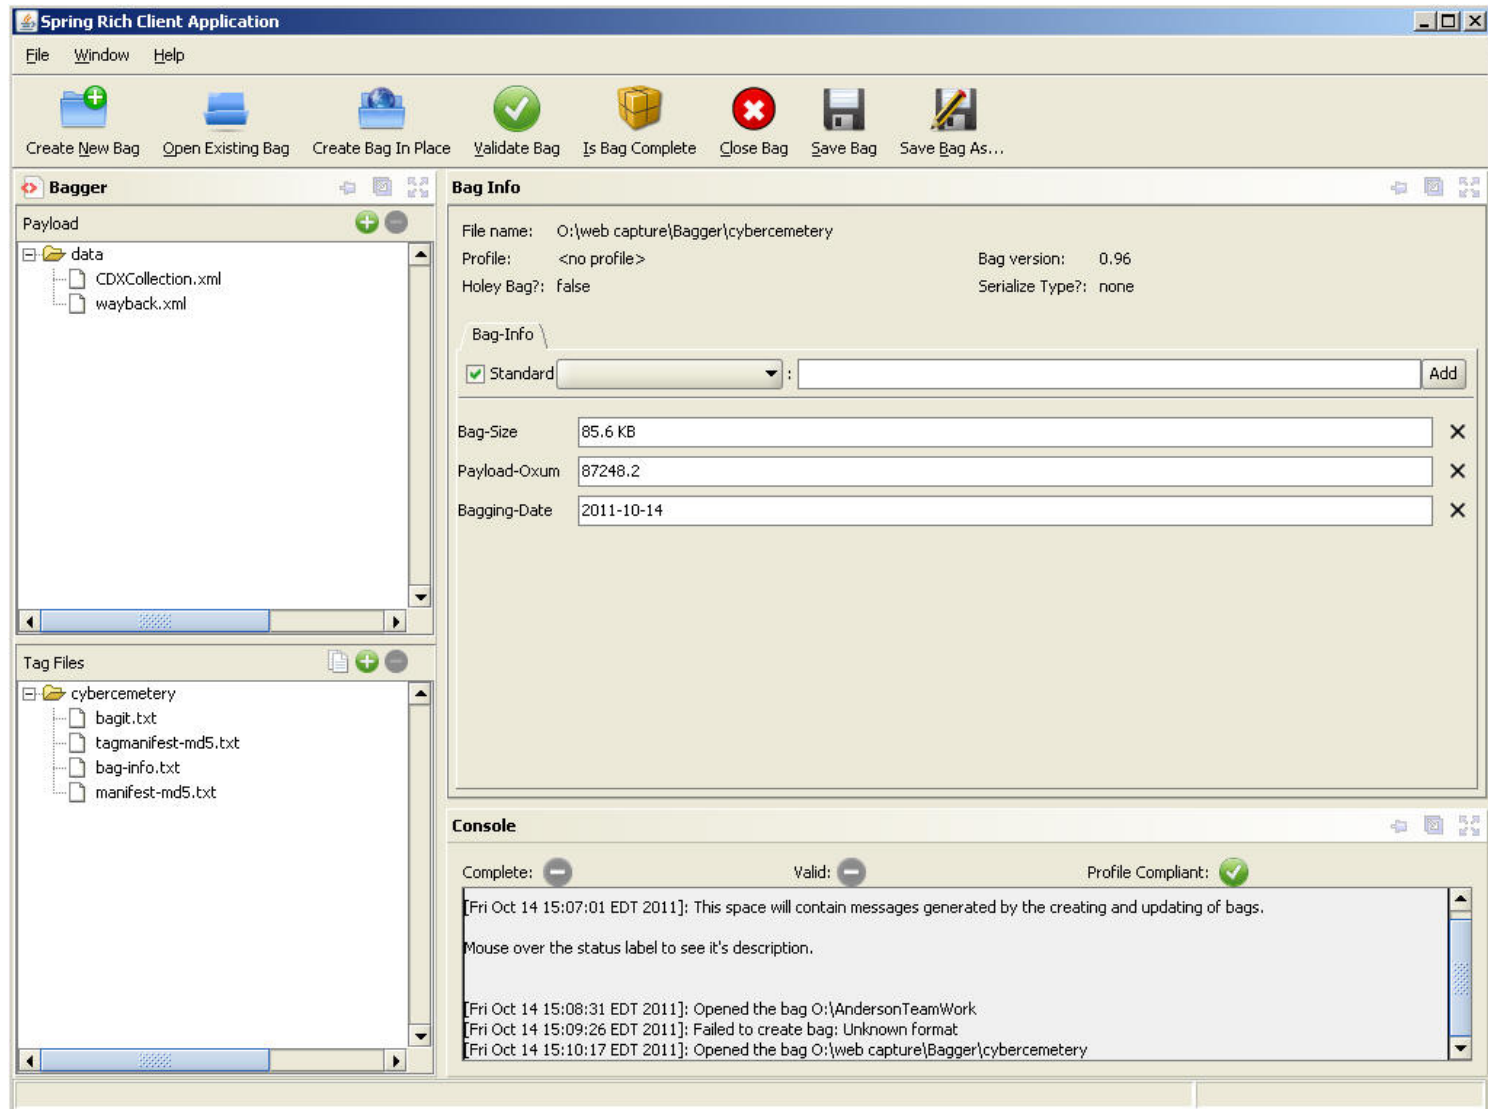 Spring Rich Client Application
File Window Help
Create New Bag Open Existing Bag Create Bag In Place Validate Bag Is Bag Complete Close Bag Save Bag Save Bag As...
Bagger
Payload
data
CDXCollection.xml
wayback.xml
Tag Files
cybercemetery
bagit.txt
tagmanifest-md5.txt
bag-info.txt
manifest-md5.txt
Bag Info
File name: O:\web capture\Bagger\cybercemetery
Profile: <no profile> Bag version: 0.96
Holey Bag?: false Serialize Type?: none
Bag-Info
Standard : Add
Bag-Size 85.6 KB
Payload-Oxum 87248.2
Bagging-Date 2011-10-14
Console
Complete: Valid: Profile Compliant:
[Fri Oct 14 15:07:01 EDT 2011]: This space will contain messages generated by the creating and updating of bags.
Mouse over the status label to see it's description.
[Fri Oct 14 15:08:31 EDT 2011]: Opened the bag O:\AndersonTeamWork
[Fri Oct 14 15:09:26 EDT 2011]: Failed to create bag: Unknown format
[Fri Oct 14 15:10:17 EDT 2011]: Opened the bag O:\web capture\Bagger\cybercemetery